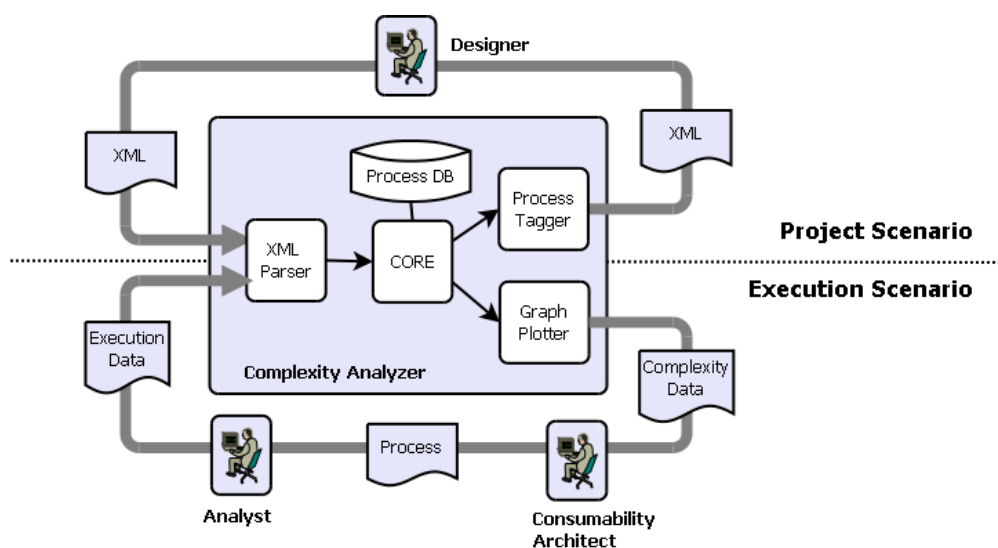 Designer
XML
XML
Process DB
Process
Tagger
XML
Parser
CORE
Project Scenario
Execution Scenario
Graph
Plotter
Execution
Data
Complexity Analyzer
Complexity
Data
Process
Analyst
Consumability
Architect